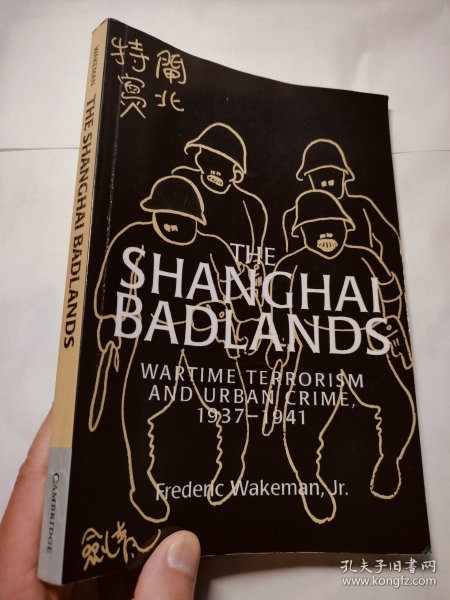 閘北
特寫
THE
SHANGHAI
BADLANDS
WARTIME TERRORISM
AND URBAN CRIME,
1937–1941
Frederic Wakeman, Jr.
WAKEMAN
THE SHANGHAI BADLANDS
CAMBRIDGE
孔夫子旧书网
www.kongfz.com